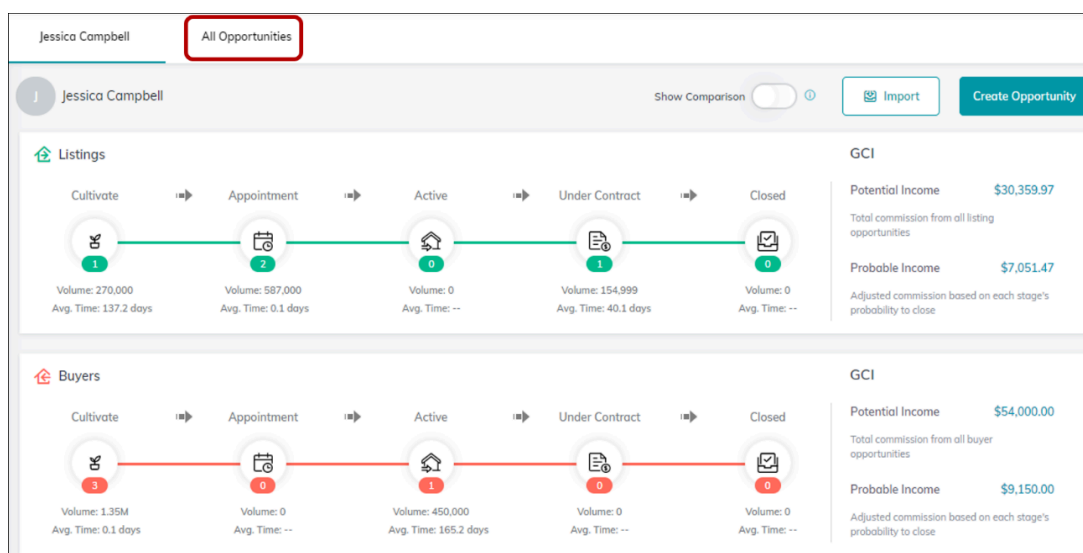 Jessica Campbell
All Opportunities
J
Jessica Campbell
Show Comparison
Import
Create Opportunity
Listings
Cultivate
Appointment
Active
Under Contract
Closed
1
2
0
1
0
Volume: 270,000
Volume: 587,000
Volume: 0
Volume: 154,999
Volume: 0
Avg. Time: 137.2 days
Avg. Time: 0.1 days
Avg. Time: --
Avg. Time: 40.1 days
Avg. Time: --
GCI
Potential Income
$30,359.97
Total commission from all listing
opportunities
Probable Income
$7,051.47
Adjusted commission based on each stage's
probability to close
Buyers
Cultivate
Appointment
Active
Under Contract
Closed
3
0
1
0
0
Volume: 1.35M
Volume: 0
Volume: 450,000
Volume: 0
Volume: 0
Avg. Time: 0.1 days
Avg. Time: --
Avg. Time: 165.2 days
Avg. Time: --
Avg. Time: --
GCI
Potential Income
$54,000.00
Total commission from all buyer
opportunities
Probable Income
$9,150.00
Adjusted commission based on each stage's
probability to close